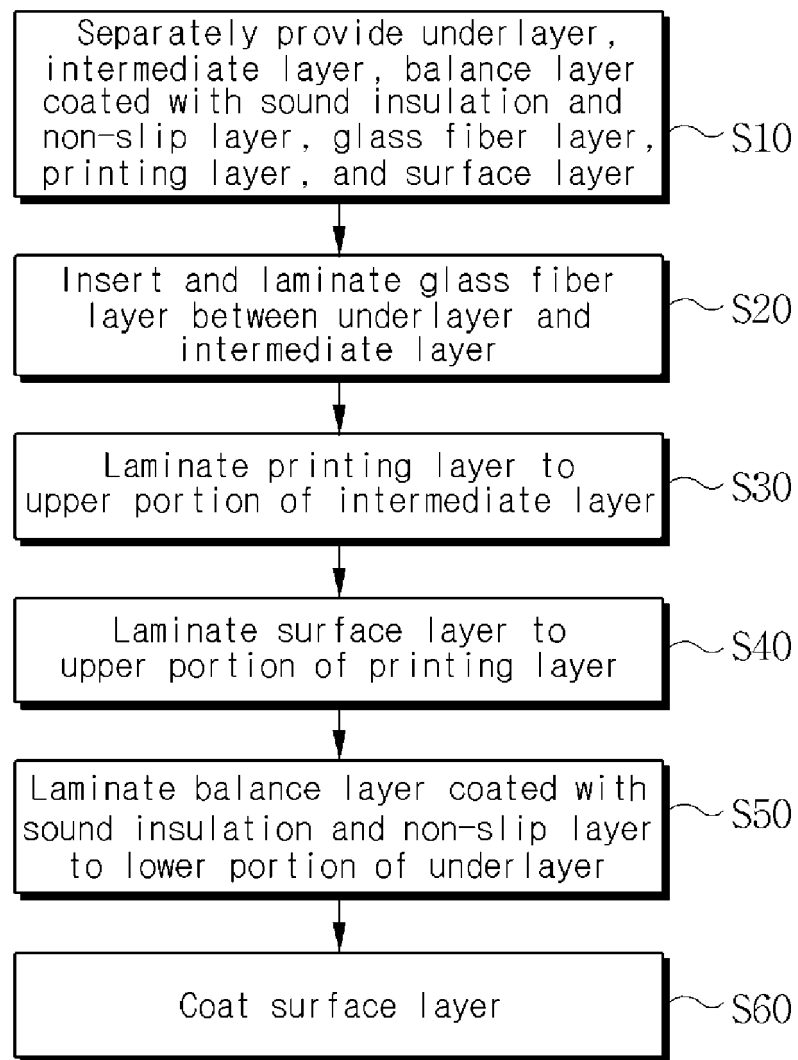 Separately provide underlayer,
intermediate layer, balance layer
coated with sound insulation and
non-slip layer, glass fiber layer,
printing layer, and surface layer
S10
Insert and laminate glass fiber
layer between underlayer and
intermediate layer
S20
Laminate printing layer to
upper portion of intermediate layer
S30
Laminate surface layer to
upper portion of printing layer
S40
Laminate balance layer coated with
sound insulation and non-slip layer
to lower portion of underlayer
S50
Coat surface layer
S60